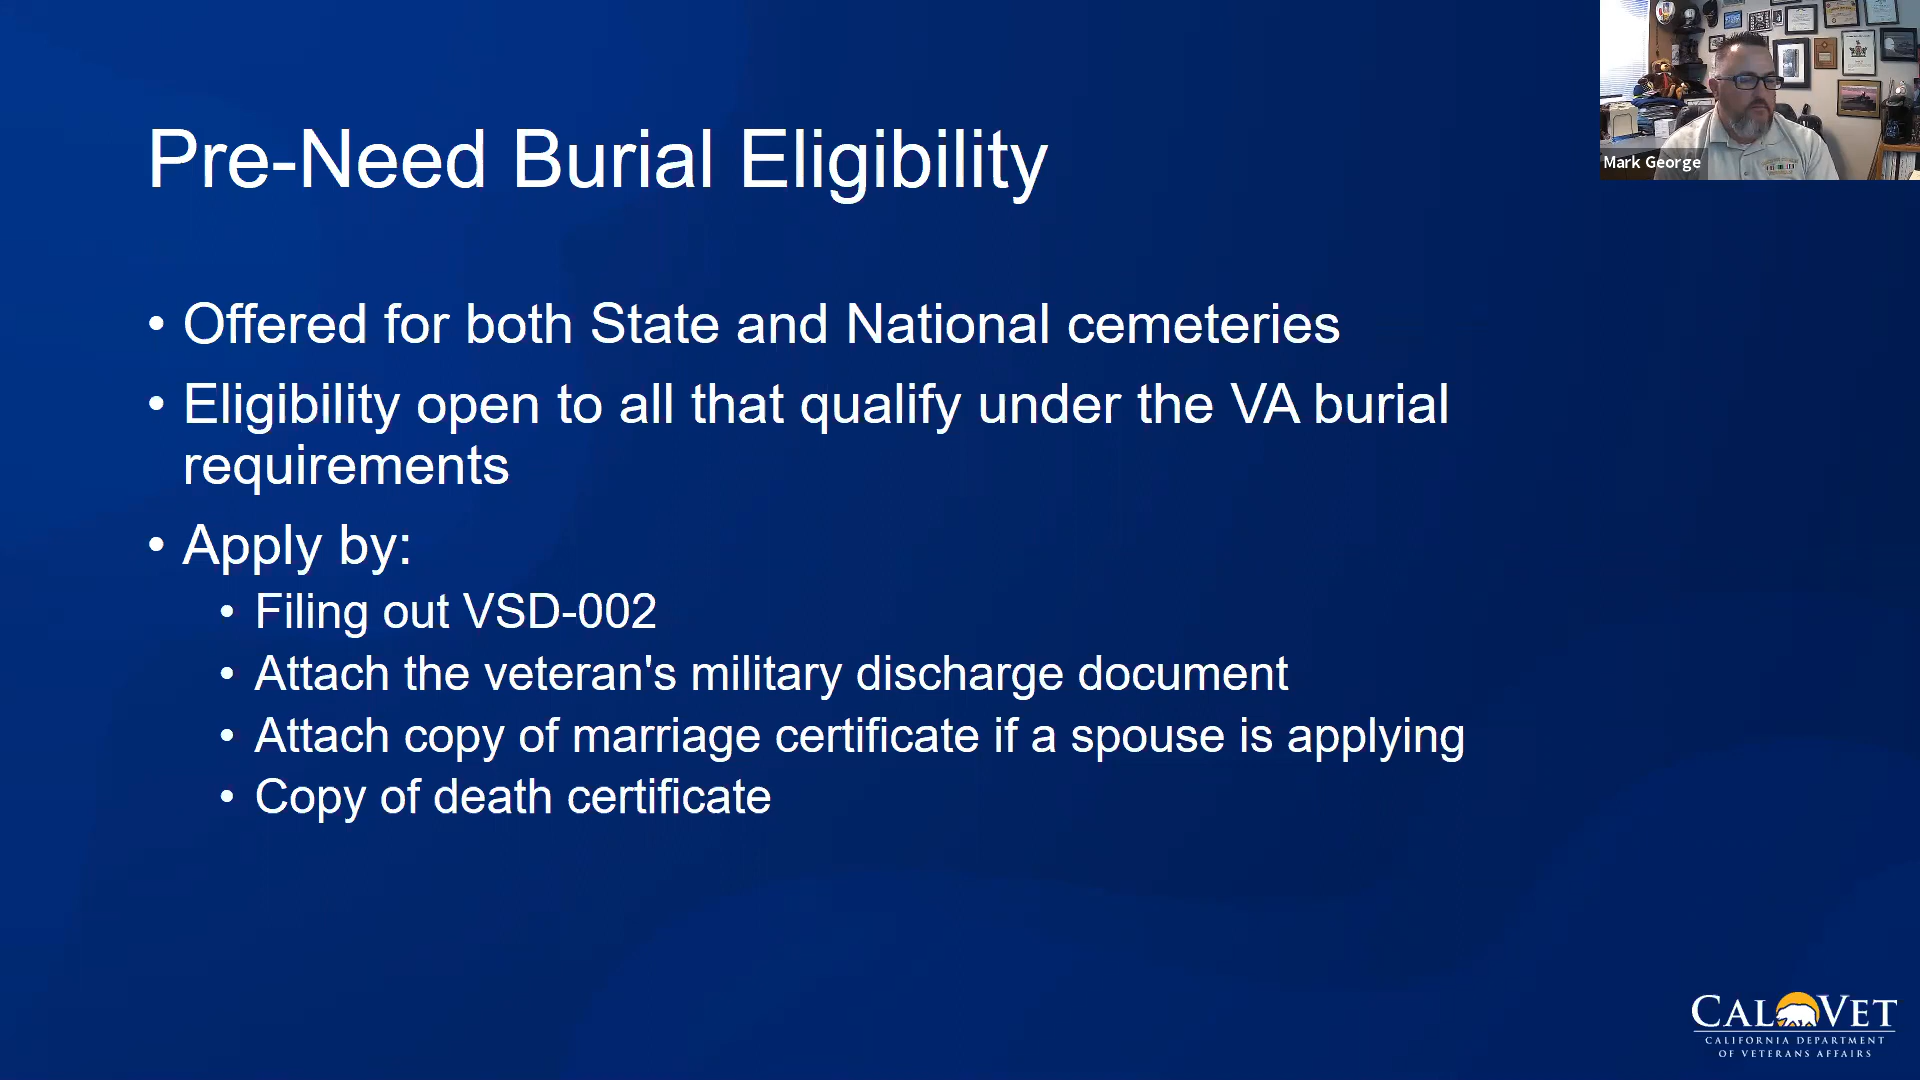 Pre-Need Burial Eligibility
Mark George
• Offered for both State and National cemeteries
• Eligibility open to all that qualify under the VA burial
requirements
• Apply by:
• Filing out VSD-002
• Attach the veteran's military discharge document
• Attach copy of marriage certificate if a spouse is applying
• Copy of death certificate
CALVET
CALIFORNIA DEPARTMENT
OF VETERANS AFFAIRS